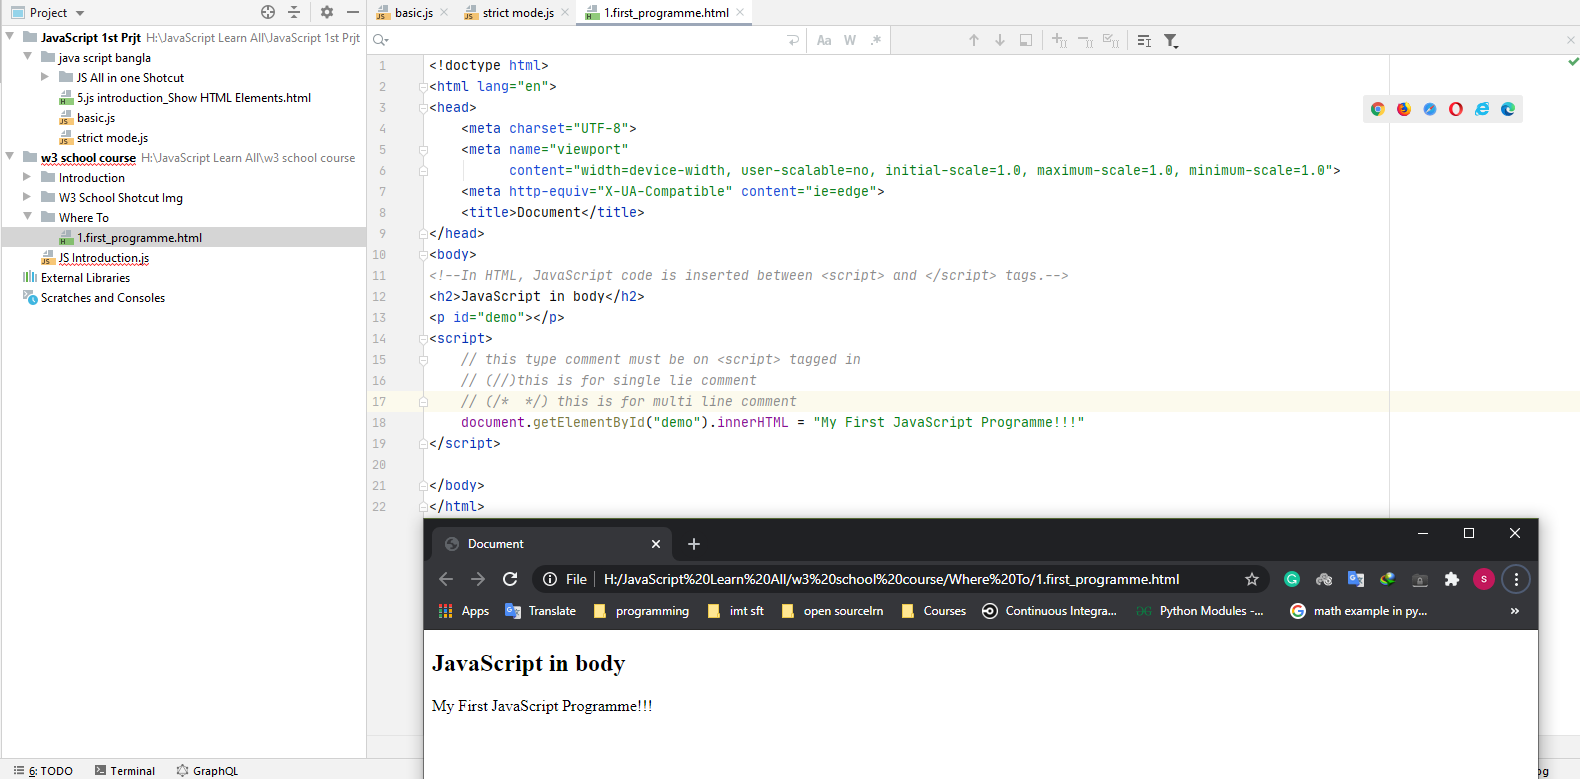 Project
JavaScript 1st Prjt H:\JavaScript Learn All\JavaScript 1st Prjt
java script bangla
JS All in one Shotcut
5.js introduction_Show HTML Elements.html
basic.js
strict mode.js
w3 school course H:\JavaScript Learn All\w3 school course
Introduction
W3 School Shotcut Img
Where To
1.first_programme.html
JS Introduction.js
External Libraries
Scratches and Consoles
basic.js strict mode.js 1.first_programme.html
Aa W .*
1 <!doctype html>
2 <html lang="en">
3 <head>
4 <meta charset="UTF-8">
5 <meta name="viewport"
6 content="width=device-width, user-scalable=no, initial-scale=1.0, maximum-scale=1.0, minimum-scale=1.0">
7 <meta http-equiv="X-UA-Compatible" content="ie=edge">
8 <title>Document</title>
9 </head>
10 <body>
11 <!--In HTML, JavaScript code is inserted between <script> and </script> tags.-->
12 <h2>JavaScript in body</h2>
13 <p id="demo"></p>
14 <script>
15 // this type comment must be on <script> tagged in
16 // (//)this is for single lie comment
17 // (/*  */) this is for multi line comment
18 document.getElementById("demo").innerHTML = "My First JavaScript Programme!!!"
19 </script>
20
21 </body>
22 </html>
Document
File H:/JavaScript%20Learn%20All/w3%20school%20course/Where%20To/1.first_programme.html S
Apps Translate programming imt sft open sourcelrn Courses Continuous Integra... Python Modules -... math example in py... »
JavaScript in body
My First JavaScript Programme!!!
6: TODO Terminal GraphQL
og